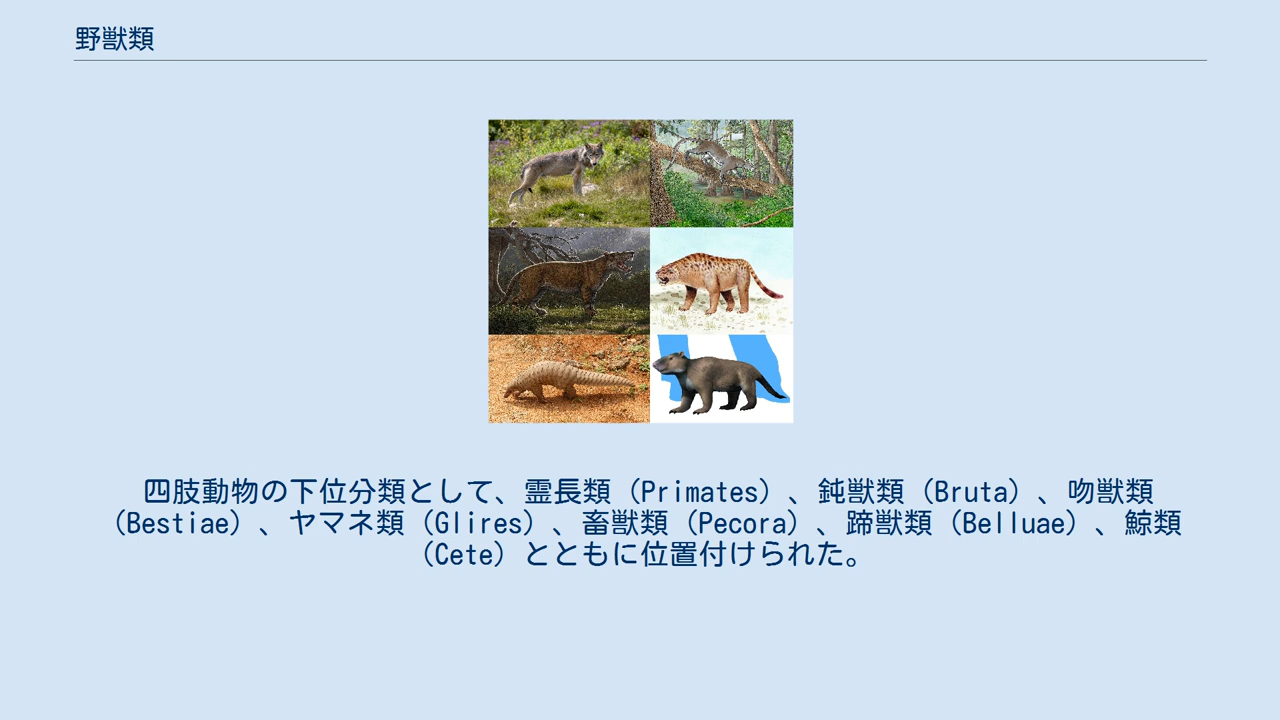 野獣類
四肢動物の下位分類として、霊長類（Primates）、鈍獣類（Bruta）、吻獣類
（Bestiae）、ヤマネ類（Glires）、畜獣類（Pecora）、蹄獣類（Belluae）、鯨類
（Cete）とともに位置付けられた。